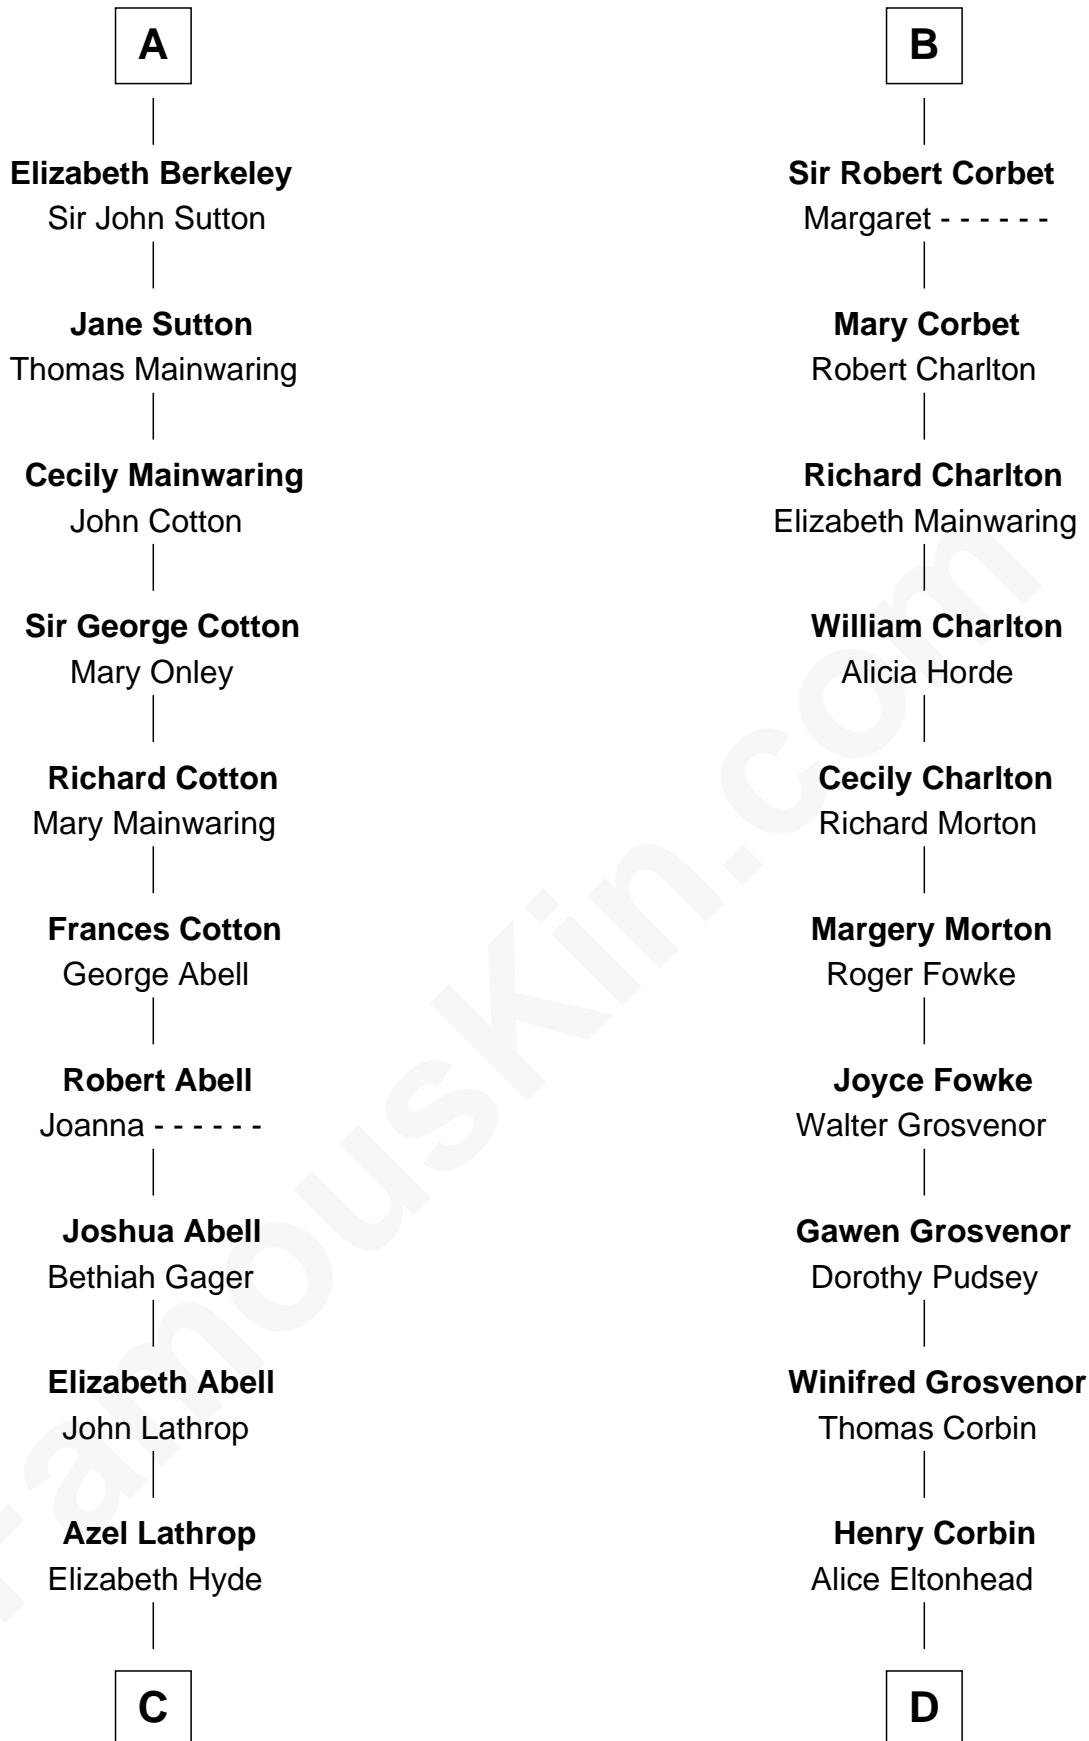 A
Elizabeth Berkeley
Sir John Sutton
Jane Sutton
Thomas Mainwaring
Cecily Mainwaring
John Cotton
Sir George Cotton
Mary Onley
Richard Cotton
Mary Mainwaring
Frances Cotton
George Abell
Robert Abell
Joanna - - - - - -
Joshua Abell
Bethiah Gager
Elizabeth Abell
John Lathrop
Azel Lathrop
Elizabeth Hyde
C
B
Sir Robert Corbet
Margaret - - - - - -
Mary Corbet
Robert Charlton
Richard Charlton
Elizabeth Mainwaring
William Charlton
Alicia Horde
Cecily Charlton
Richard Morton
Margery Morton
Roger Fowke
Joyce Fowke
Walter Grosvenor
Gawen Grosvenor
Dorothy Pudsey
Winifred Grosvenor
Thomas Corbin
Henry Corbin
Alice Eltonhead
D
FamousKin.com